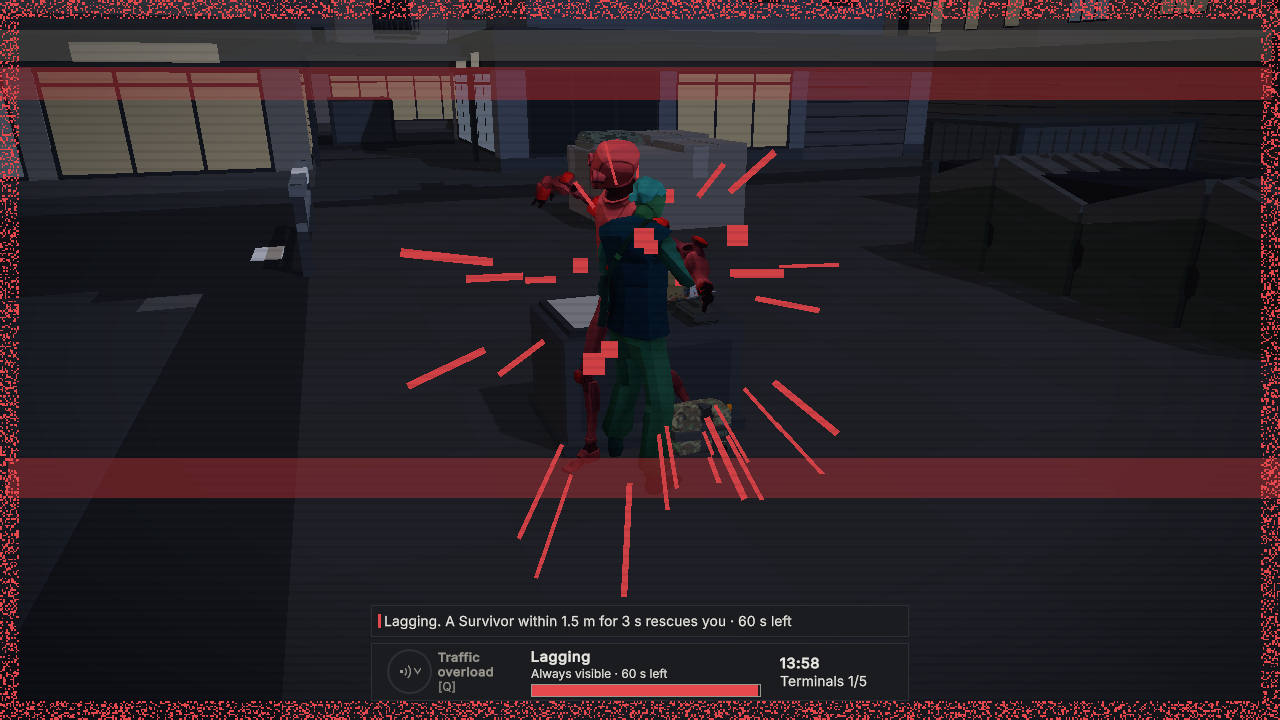 Lagging. A Survivor within 1.5 m for 3 s rescues you · 60 s left
Traffic overload
[Q]
Lagging
Always visible · 60 s left
13:58
Terminals 1/5